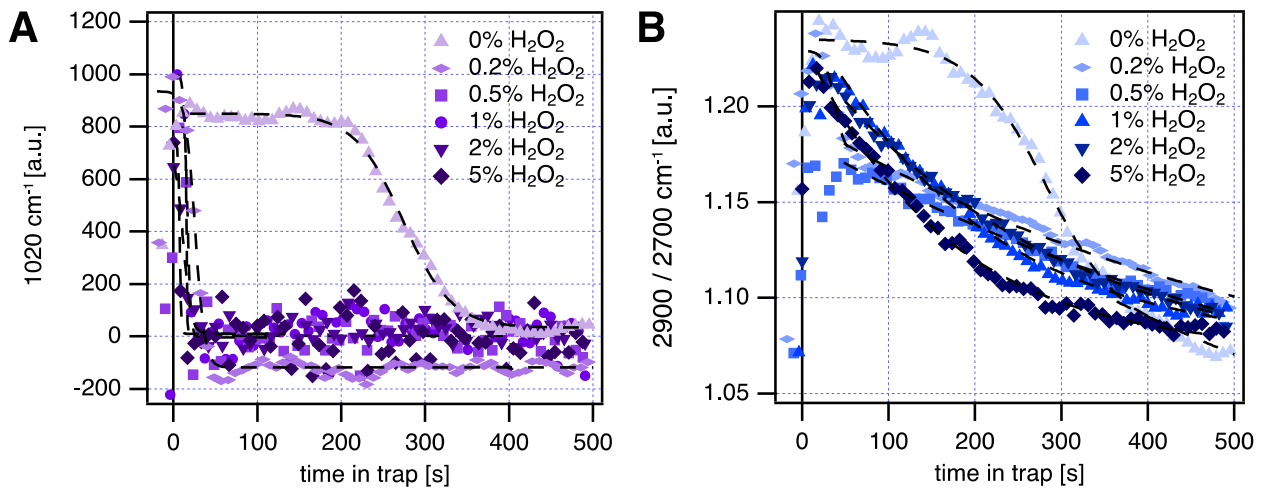 A
1020 cm⁻¹ [a.u.]
1200
1000
800
600
400
200
0
-200
0% H₂O₂
0.2% H₂O₂
0.5% H₂O₂
1% H₂O₂
2% H₂O₂
5% H₂O₂
0 100 200 300 400 500
time in trap [s]
B
2900 / 2700 cm⁻¹ [a.u.]
1.20
1.15
1.10
1.05
0% H₂O₂
0.2% H₂O₂
0.5% H₂O₂
1% H₂O₂
2% H₂O₂
5% H₂O₂
0 100 200 300 400 500
time in trap [s]